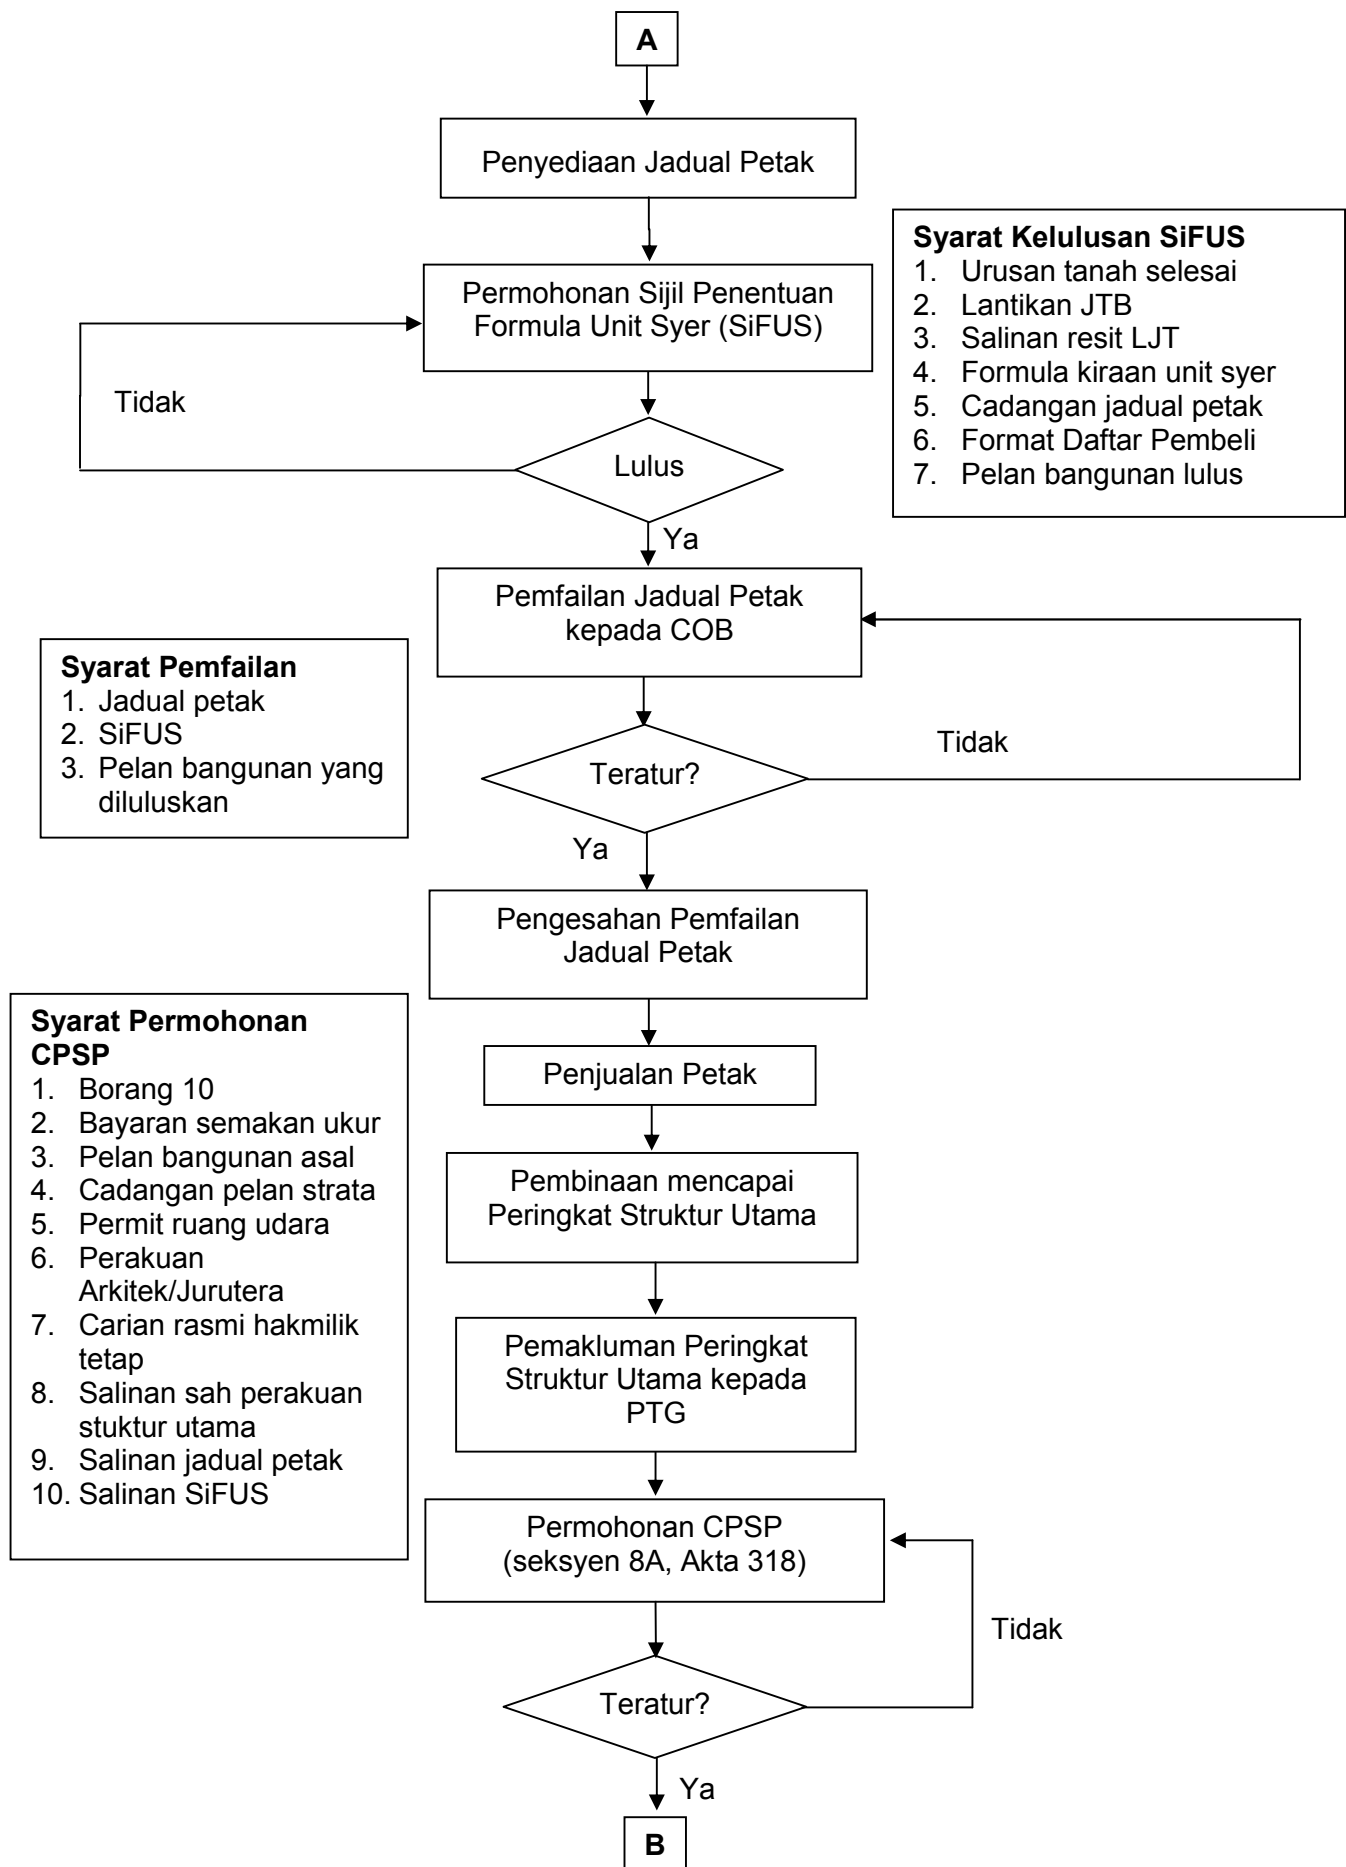 A
Penyediaan Jadual Petak
Permohonan Sijil Penentuan
Formula Unit Syer (SiFUS)
Syarat Kelulusan SiFUS
1. Urusan tanah selesai
2. Lantikan JTB
3. Salinan resit LJT
4. Formula kiraan unit syer
5. Cadangan jadual petak
6. Format Daftar Pembeli
7. Pelan bangunan lulus
Tidak
Lulus
Ya
Pemfailan Jadual Petak
kepada COB
Syarat Pemfailan
1. Jadual petak
2. SiFUS
3. Pelan bangunan yang
diluluskan
Teratur?
Tidak
Ya
Pengesahan Pemfailan
Jadual Petak
Syarat Permohonan
CPSP
1. Borang 10
2. Bayaran semakan ukur
3. Pelan bangunan asal
4. Cadangan pelan strata
5. Permit ruang udara
6. Perakuan
Arkitek/Jurutera
7. Carian rasmi hakmilik
tetap
8. Salinan sah perakuan
stuktur utama
9. Salinan jadual petak
10. Salinan SiFUS
Penjualan Petak
Pembinaan mencapai
Peringkat Struktur Utama
Pemakluman Peringkat
Struktur Utama kepada
PTG
Permohonan CPSP
(seksyen 8A, Akta 318)
Tidak
Teratur?
Ya
B